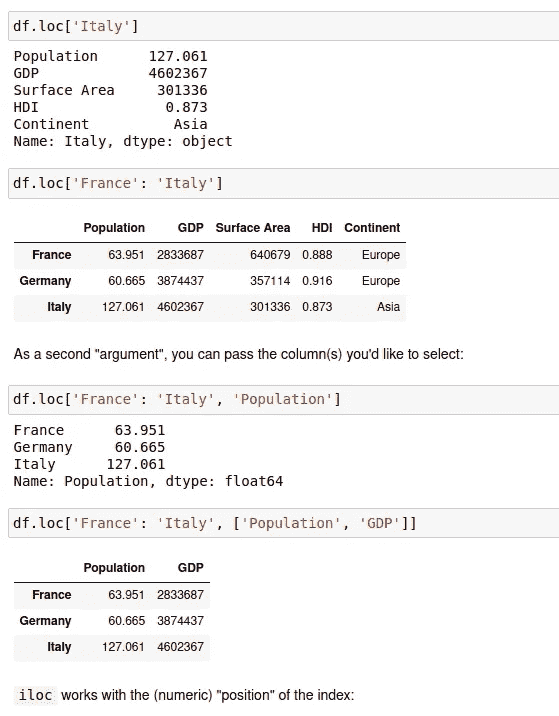 df.loc['Italy']
Population 127.061
GDP 4602367
Surface Area 301336
HDI 0.873
Continent Asia
Name: Italy, dtype: object
df.loc['France': 'Italy']
Population GDP Surface Area HDI Continent
France 63.951 2833687 640679 0.888 Europe
Germany 60.665 3874437 357114 0.916 Europe
Italy 127.061 4602367 301336 0.873 Asia
As a second "argument", you can pass the column(s) you'd like to select:
df.loc['France': 'Italy', 'Population']
France 63.951
Germany 60.665
Italy 127.061
Name: Population, dtype: float64
df.loc['France': 'Italy', ['Population', 'GDP']]
Population GDP
France 63.951 2833687
Germany 60.665 3874437
Italy 127.061 4602367
iloc works with the (numeric) "position" of the index: